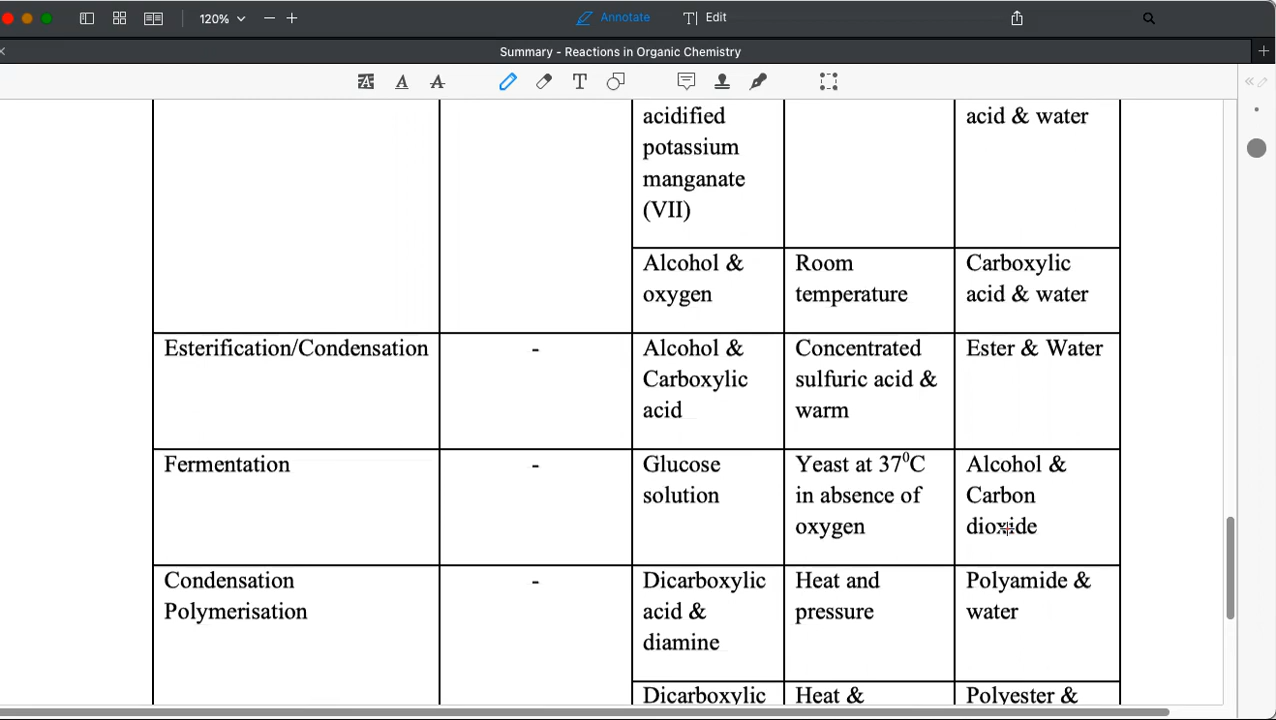 120%
Annotate
Edit
Summary - Reactions in Organic Chemistry
acidified
potassium
manganate
(VII)
acid & water
Alcohol &
oxygen
Room
temperature
Carboxylic
acid & water
Esterification/Condensation
-
Alcohol &
Carboxylic
acid
Concentrated
sulfuric acid &
warm
Ester & Water
Fermentation
-
Glucose
solution
Yeast at 37⁰C
in absence of
oxygen
Alcohol &
Carbon
dioxide
Condensation
Polymerisation
-
Dicarboxylic
acid &
diamine
Heat and
pressure
Polyamide &
water
Dicarboxylic
Heat &
Polyester &